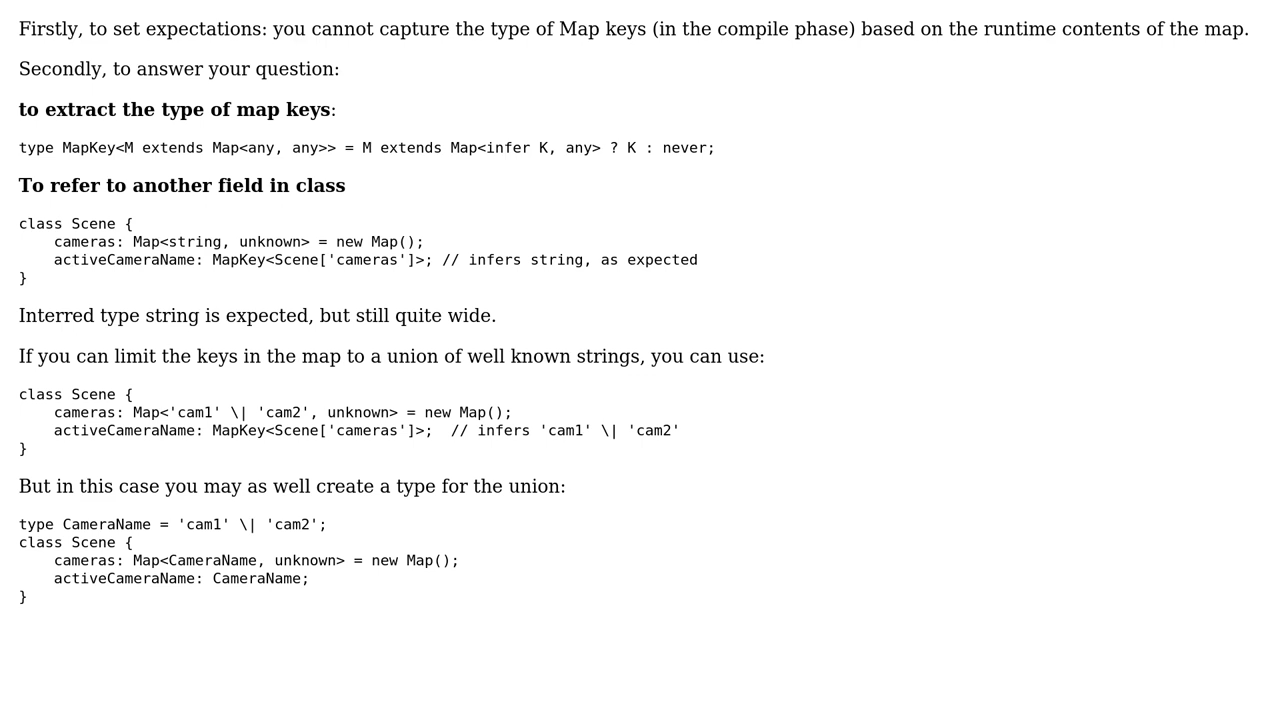 Firstly, to set expectations: you cannot capture the type of Map keys (in the compile phase) based on the runtime contents of the map.
Secondly, to answer your question:
to extract the type of map keys:
type MapKey<M extends Map<any, any>> = M extends Map<infer K, any> ? K : never;
To refer to another field in class
class Scene {
    cameras: Map<string, unknown> = new Map();
    activeCameraName: MapKey<Scene['cameras']>; // infers string, as expected
}
Interred type string is expected, but still quite wide.
If you can limit the keys in the map to a union of well known strings, you can use:
class Scene {
    cameras: Map<'cam1' \| 'cam2', unknown> = new Map();
    activeCameraName: MapKey<Scene['cameras']>;  // infers 'cam1' \| 'cam2'
}
But in this case you may as well create a type for the union:
type CameraName = 'cam1' \| 'cam2';
class Scene {
    cameras: Map<CameraName, unknown> = new Map();
    activeCameraName: CameraName;
}